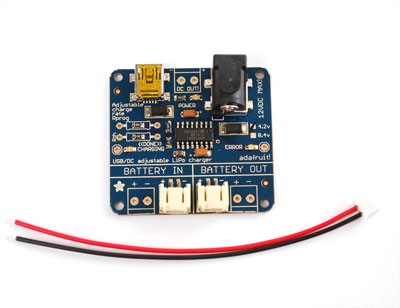 DC OUT!
POWER
12VDC MAX!
Adjustable
charge
rate
Rprog
4.2v
8.4v
((DONE)
CHARGING
ERROR
USB/DC adjustable LiPo charger
adafruit!
BATTERY IN
BATTERY OUT
+ -
+ -
+ -
+ -